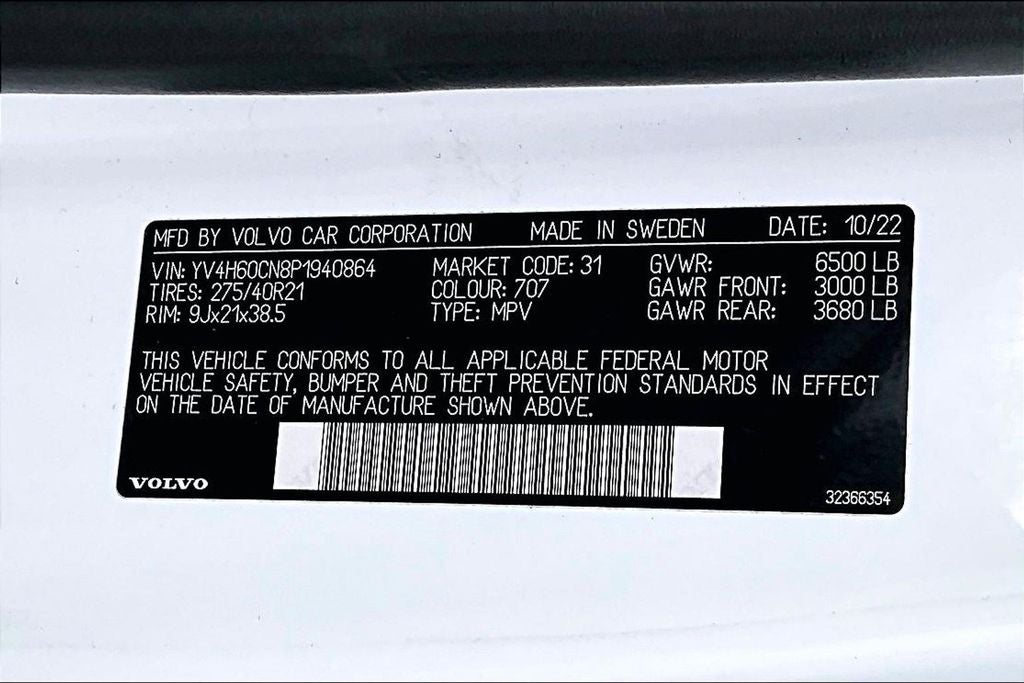 MFD BY VOLVO CAR CORPORATION MADE IN SWEDEN DATE: 10/22
VIN: YV4H60CN8P1940864 MARKET CODE: 31 GVWR: 6500 LB
TIRES: 275/40R21 COLOUR: 707 GAWR FRONT: 3000 LB
RIM: 9Jx21x38.5 TYPE: MPV GAWR REAR: 3680 LB
THIS VEHICLE CONFORMS TO ALL APPLICABLE FEDERAL MOTOR
VEHICLE SAFETY, BUMPER AND THEFT PREVENTION STANDARDS IN EFFECT
ON THE DATE OF MANUFACTURE SHOWN ABOVE.
VOLVO 32366354